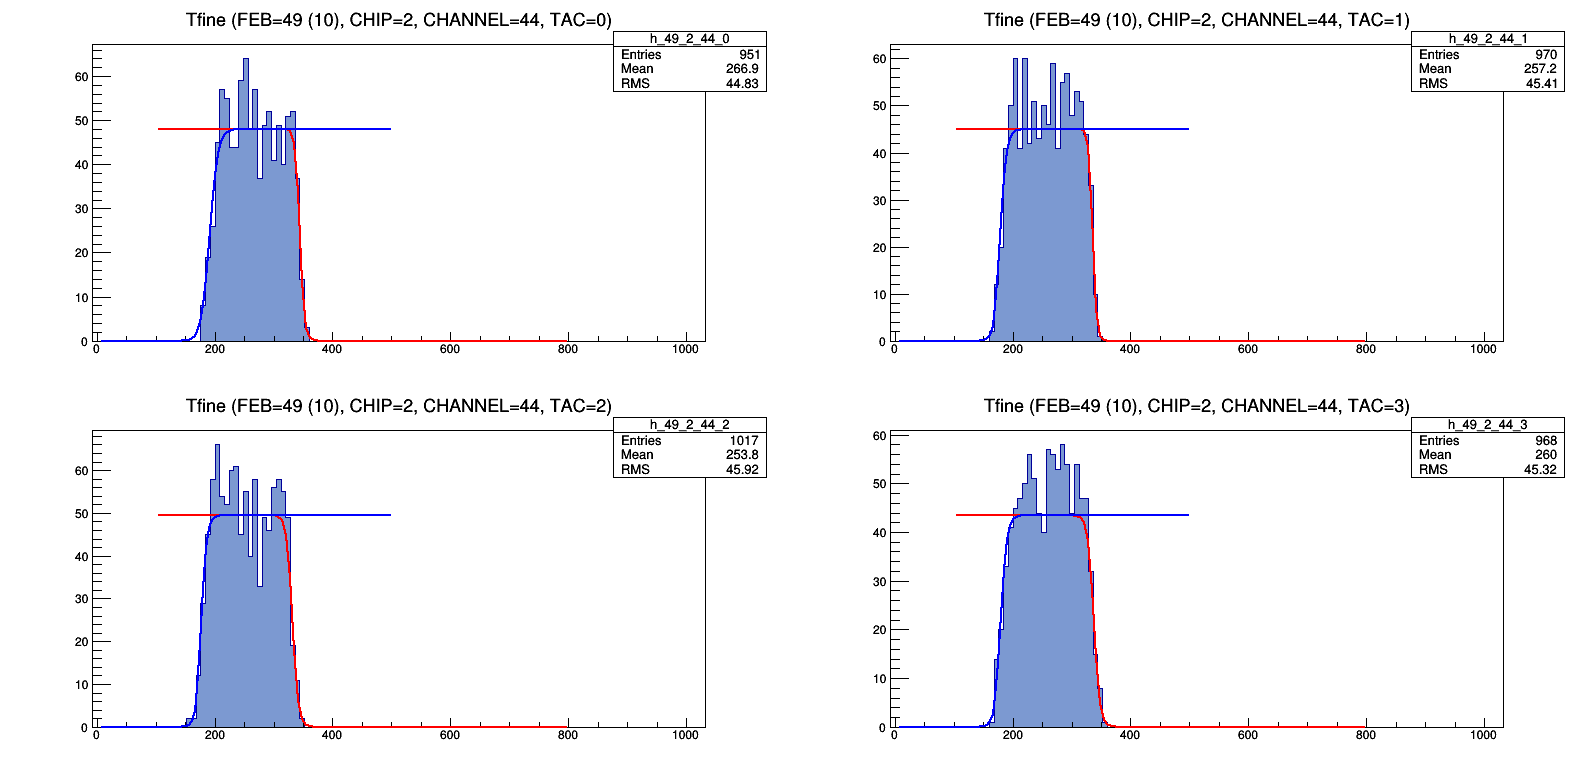 Tfine (FEB=49 (10), CHIP=2, CHANNEL=44, TAC=0)
h_49_2_44_0
Entries 951
Mean 266.9
RMS 44.83
60
50
40
30
20
10
0
0 200 400 600 800 1000
Tfine (FEB=49 (10), CHIP=2, CHANNEL=44, TAC=1)
h_49_2_44_1
Entries 970
Mean 257.2
RMS 45.41
60
50
40
30
20
10
0
0 200 400 600 800 1000
Tfine (FEB=49 (10), CHIP=2, CHANNEL=44, TAC=2)
h_49_2_44_2
Entries 1017
Mean 253.8
RMS 45.92
60
50
40
30
20
10
0
0 200 400 600 800 1000
Tfine (FEB=49 (10), CHIP=2, CHANNEL=44, TAC=3)
h_49_2_44_3
Entries 968
Mean 260
RMS 45.32
60
50
40
30
20
10
0
0 200 400 600 800 1000